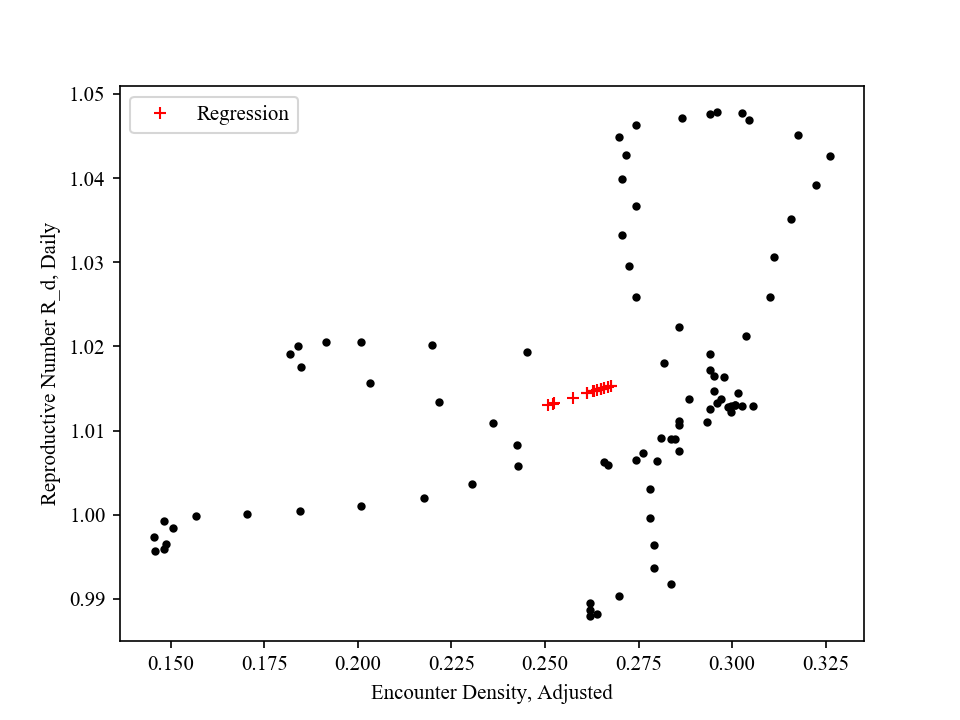 Regression
1.05
1.04
1.03
1.02
1.01
1.00
0.99
Reproductive Number R_d, Daily
0.150 0.175 0.200 0.225 0.250 0.275 0.300 0.325
Encounter Density, Adjusted